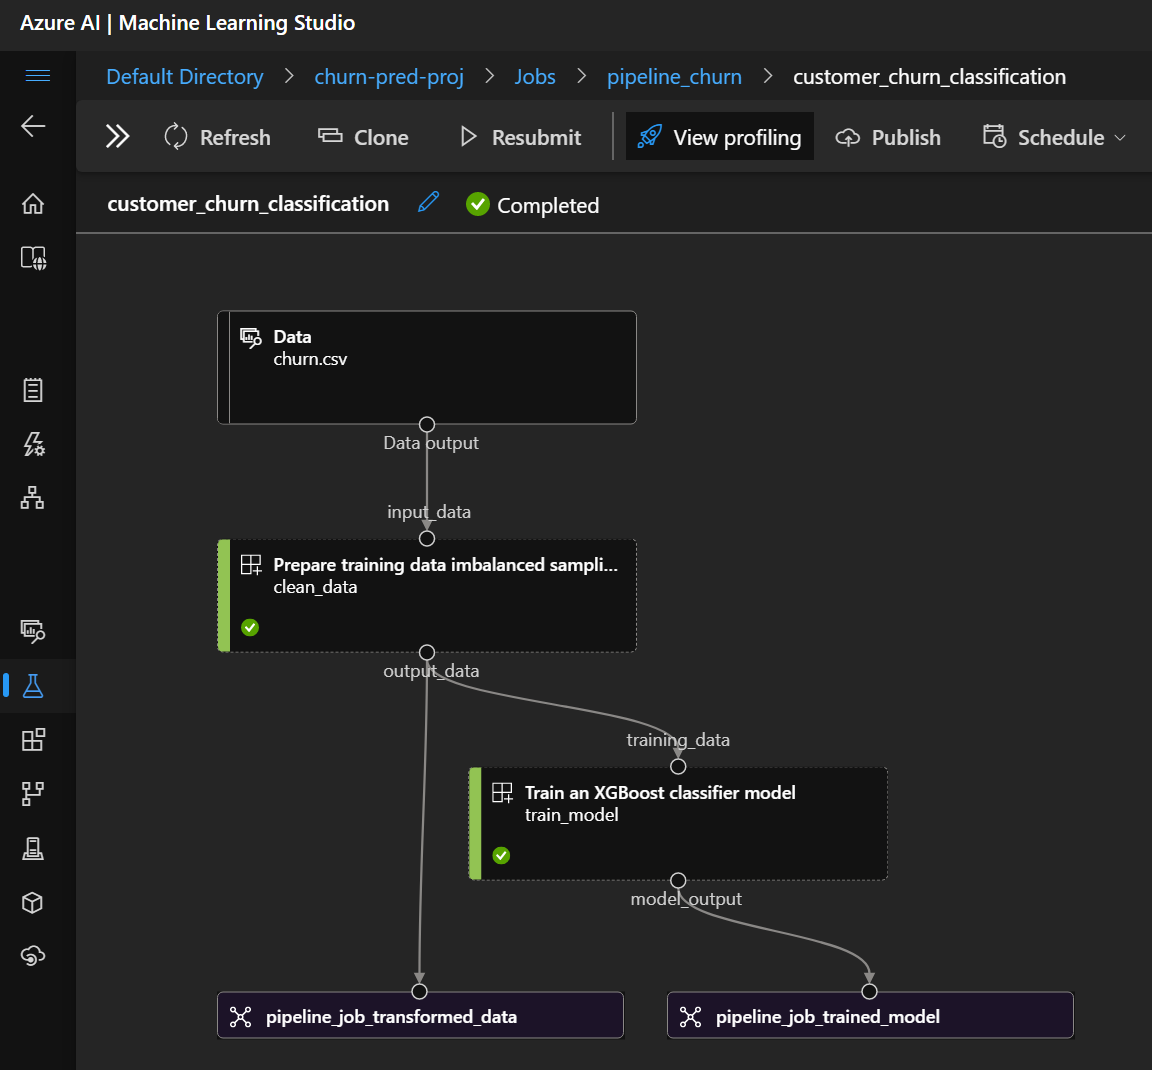 Azure AI | Machine Learning Studio
Default Directory > churn-pred-proj > Jobs > pipeline_churn > customer_churn_classification
Refresh Clone Resubmit View profiling Publish Schedule
customer_churn_classification Completed
Data
churn.csv
Data output
input_data
Prepare training data imbalanced sampli...
clean_data
output_data
training_data
Train an XGBoost classifier model
train_model
model_output
pipeline_job_transformed_data pipeline_job_trained_model